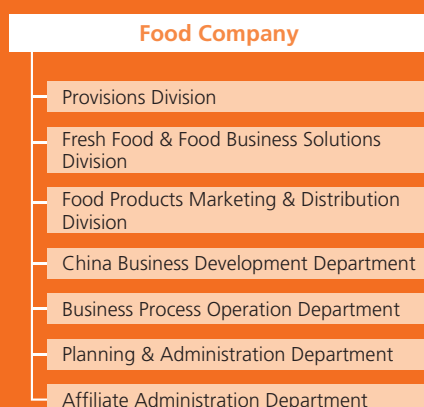 Food Company
Provisions Division
Fresh Food & Food Business Solutions
Division
Food Products Marketing & Distribution
Division
China Business Development Department
Business Process Operation Department
Planning & Administration Department
Affiliate Administration Department